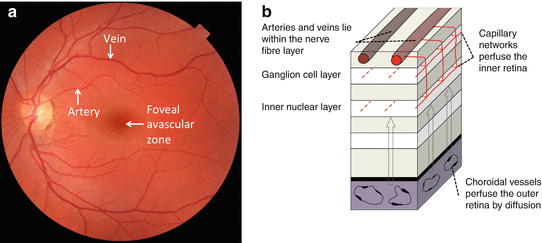 a
Vein
Artery
Foveal
avascular
zone
b
Arteries and veins lie
within the nerve
fibre layer
Ganglion cell layer
Inner nuclear layer
Capillary
networks
perfuse the
inner retina
Choroidal vessels
perfuse the outer
retina by diffusion